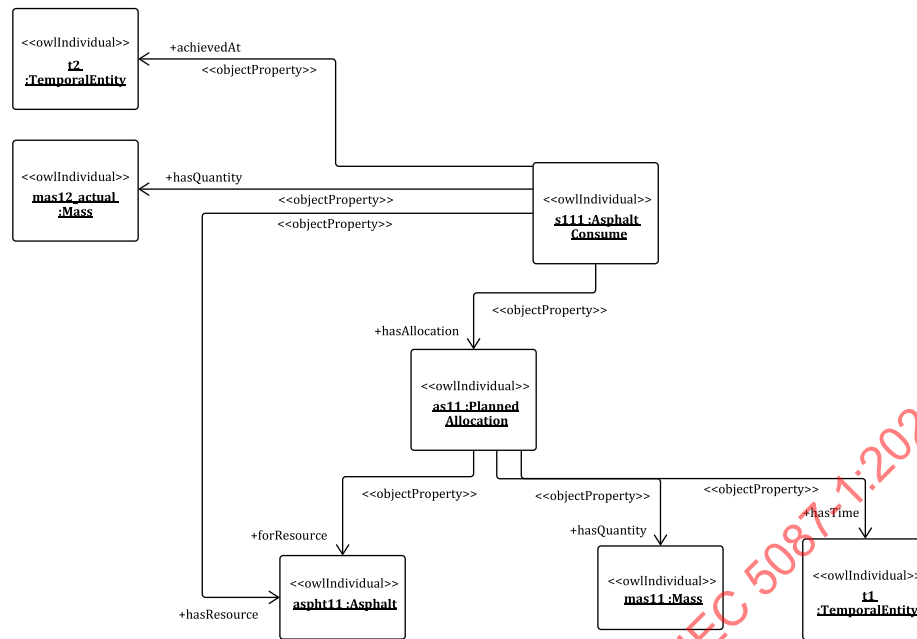 <<owlIndividual>>
t2
:TemporalEntity
+achievedAt
<<objectProperty>>
<<owlIndividual>>
mas12_actual
:Mass
+hasQuantity
<<objectProperty>>
<<objectProperty>>
<<owlIndividual>>
s111 :Asphalt
Consume
<<objectProperty>>
+hasAllocation
<<owlIndividual>>
as11 :Planned
Allocation
<<objectProperty>>
<<objectProperty>>
<<objectProperty>>
+forResource
+hasQuantity
+hasTime
<<owlIndividual>>
aspht11 :Asphalt
+hasResource
<<owlIndividual>>
mas11 :Mass
<<owlIndividual>>
t1
:TemporalEntity
EC 5087-1:202